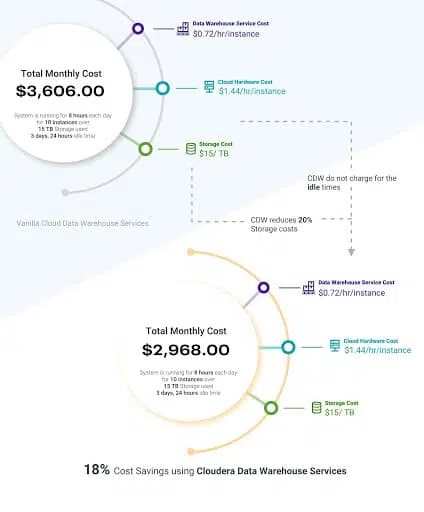 Data Warehouse Service Cost
$0.72/hr/instance
Total Monthly Cost
$3,606.00
Cloud Hardware Cost
$1.44/hr/instance
System is running for 8 hours each day
for 10 instances over
15 TB Storage used
3 days, 24 hours idle time
Storage Cost
$15/ TB
CDW do not charge for the
idle times
CDW reduces 20%
Storage costs
Vanilla Cloud Data Warehouse Services
Data Warehouse Service Cost
$0.72/hr/instance
Total Monthly Cost
$2,968.00
Cloud Hardware Cost
$1.44/hr/instance
System is running for 8 hours each day
for 10 instances over
15 TB Storage used
3 days, 24 hours idle time
Storage Cost
$15/ TB
18% Cost Savings using Cloudera Data Warehouse Services